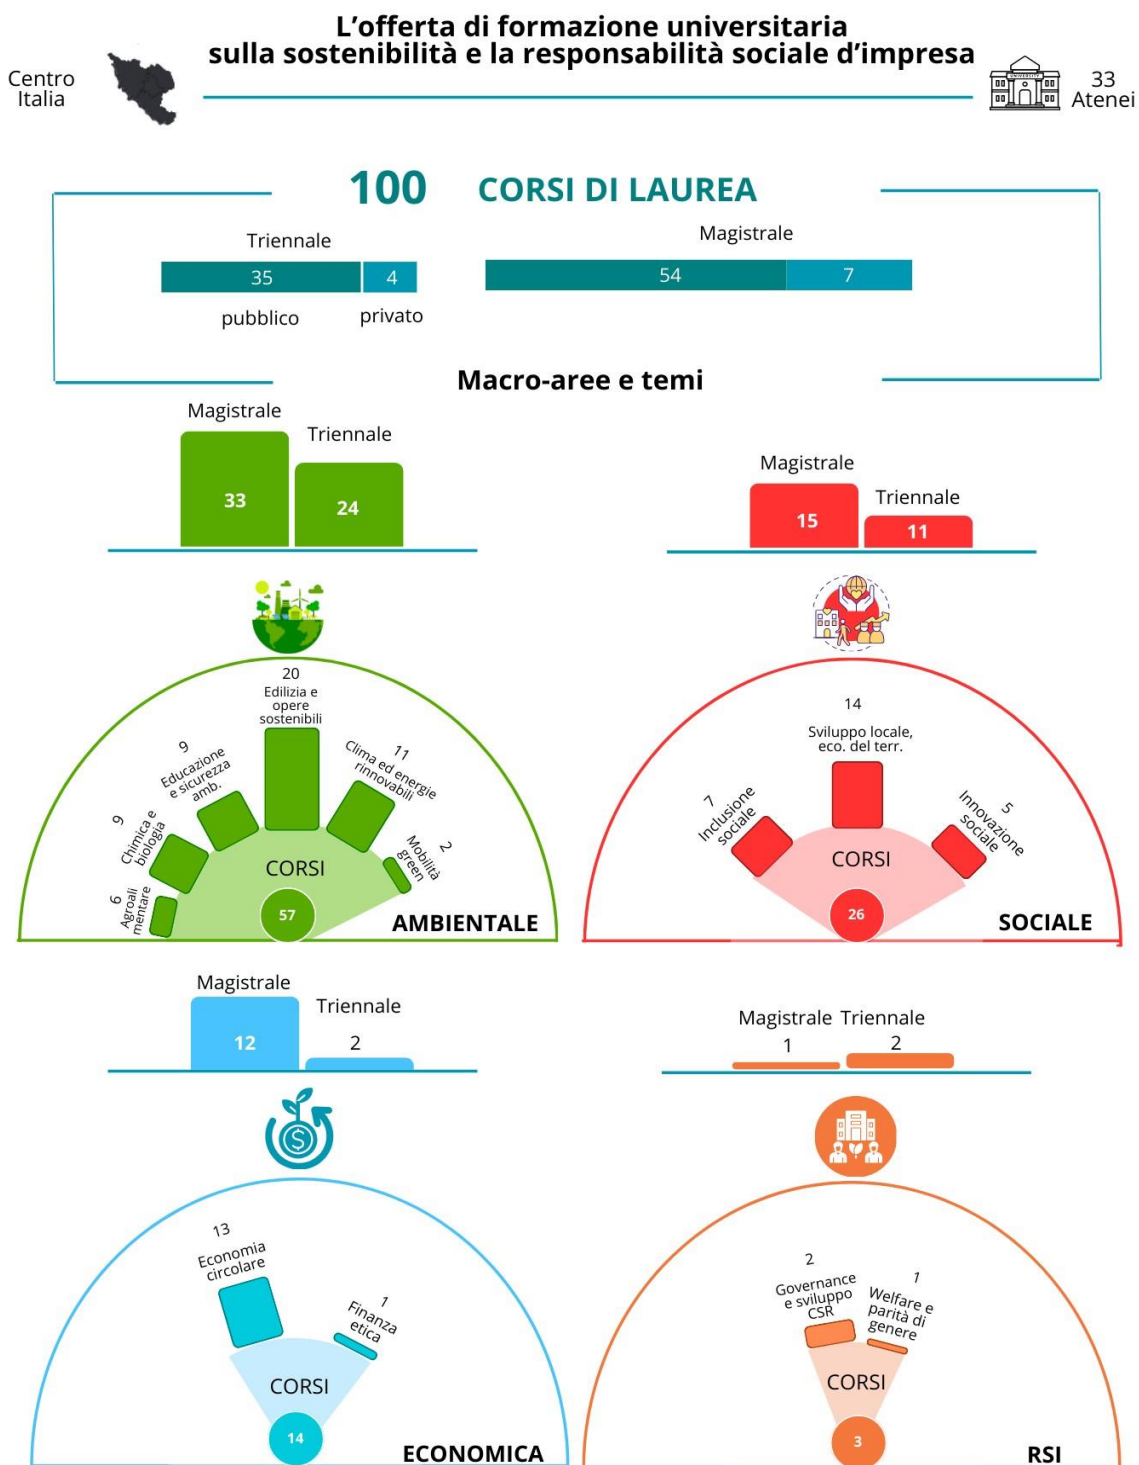 L'offerta di formazione universitaria
sulla sostenibilità e la responsabilità sociale d'impresa
Centro
Italia
UNIVERSITY
33
Atenei
100 CORSI DI LAUREA
Triennale
35
4
pubblico
privato
Magistrale
54
7
Macro-aree e temi
Magistrale
33
Triennale
24
Magistrale
15
Triennale
11
6
Agroali
mentare
9
Chimica e
biologia
9
Educazione
e sicurezza
amb.
20
Edilizia e
opere
sostenibili
11
Clima ed energie
rinnovabili
2
Mobilità
green
CORSI
57
AMBIENTALE
7
Inclusione
sociale
14
Sviluppo locale,
eco. del terr.
5
Innovazione
sociale
CORSI
26
SOCIALE
Magistrale
12
Triennale
2
Magistrale
1
Triennale
2
$
13
Economia
circolare
1
Finanza
etica
CORSI
14
ECONOMICA
2
Governance
e sviluppo
CSR
1
Welfare e
parità di
genere
CORSI
3
RSI